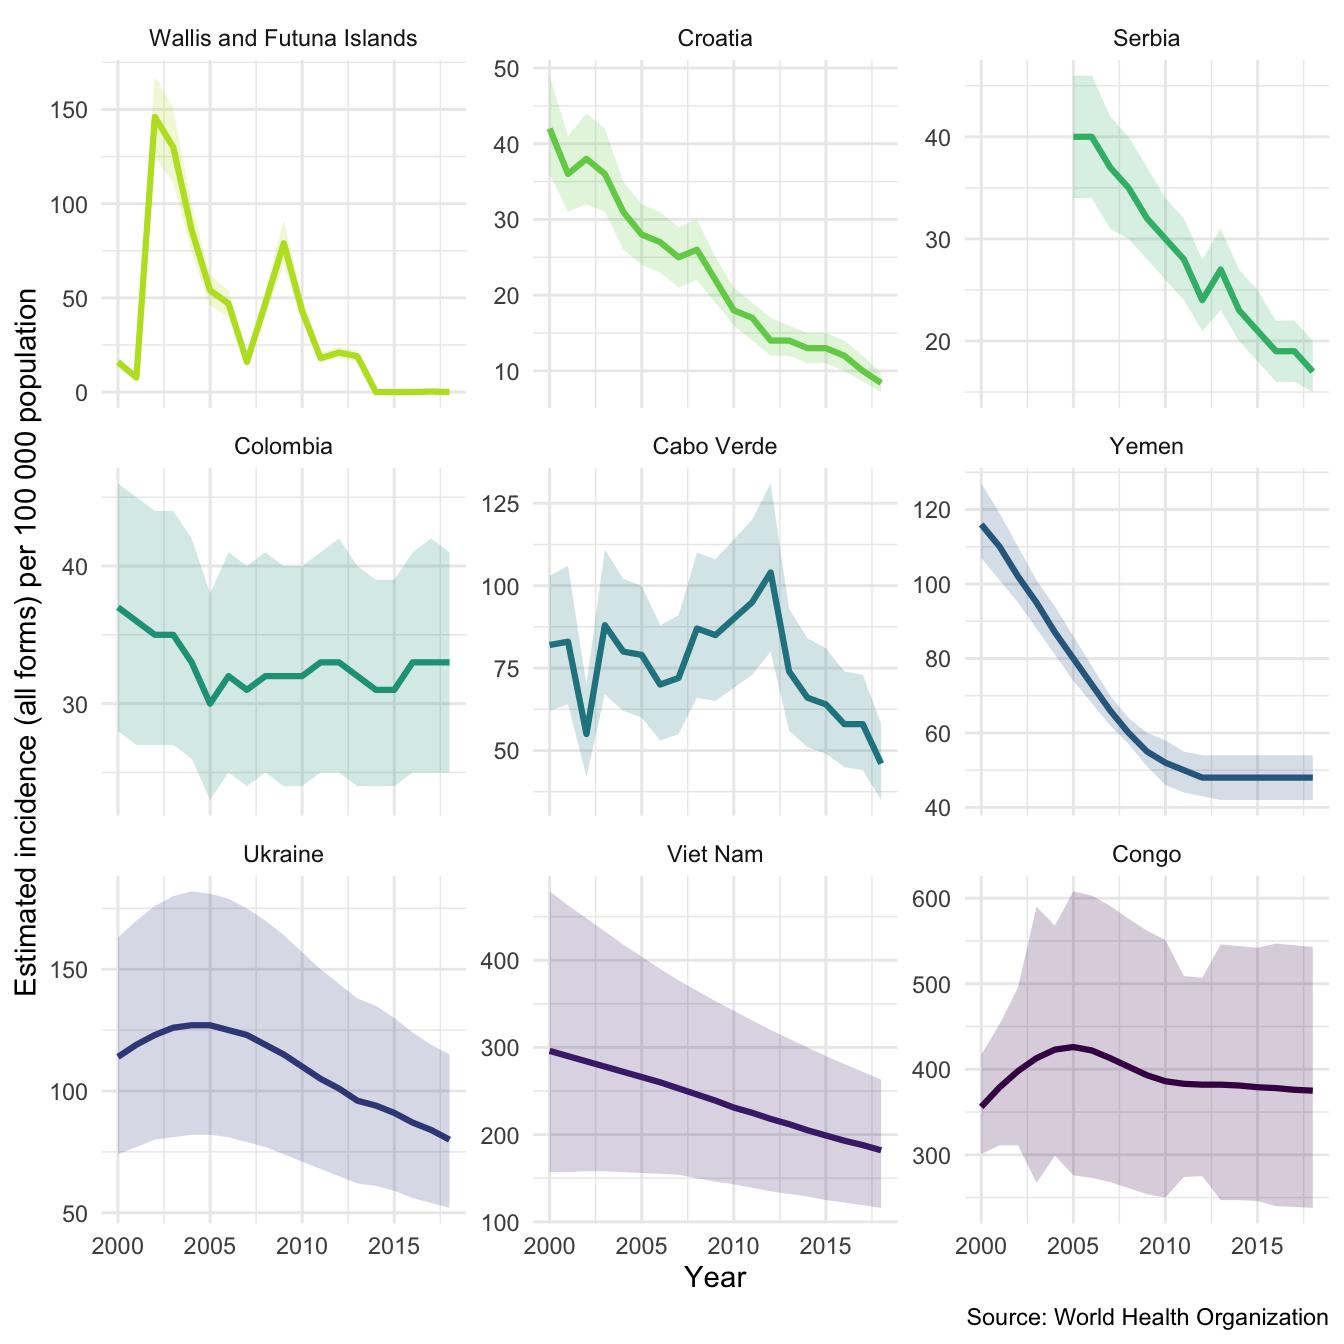 Wallis and Futuna Islands
Croatia
Serbia
150
100
50
0
50
40
30
20
10
40
30
20
Colombia
Cabo Verde
Yemen
40
30
125
100
75
50
120
100
80
60
40
Ukraine
Viet Nam
Congo
150
100
50
400
300
200
100
600
500
400
300
2000 2005 2010 2015
2000 2005 2010 2015
2000 2005 2010 2015
Estimated incidence (all forms) per 100 000 population
Year
Source: World Health Organization